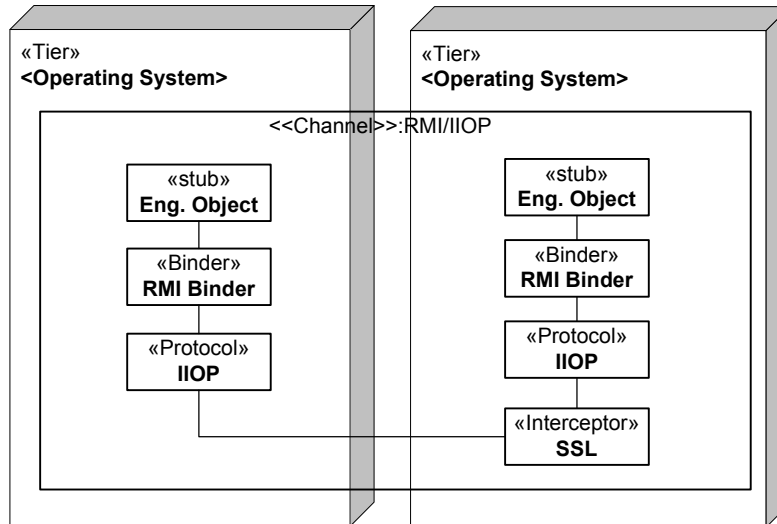 «Tier»
<Operating System>
«Tier»
<Operating System>
<<Channel>>:RMI/IIOP
«stub»
Eng. Object
«Binder»
RMI Binder
«Protocol»
IIOP
«stub»
Eng. Object
«Binder»
RMI Binder
«Protocol»
IIOP
«Interceptor»
SSL